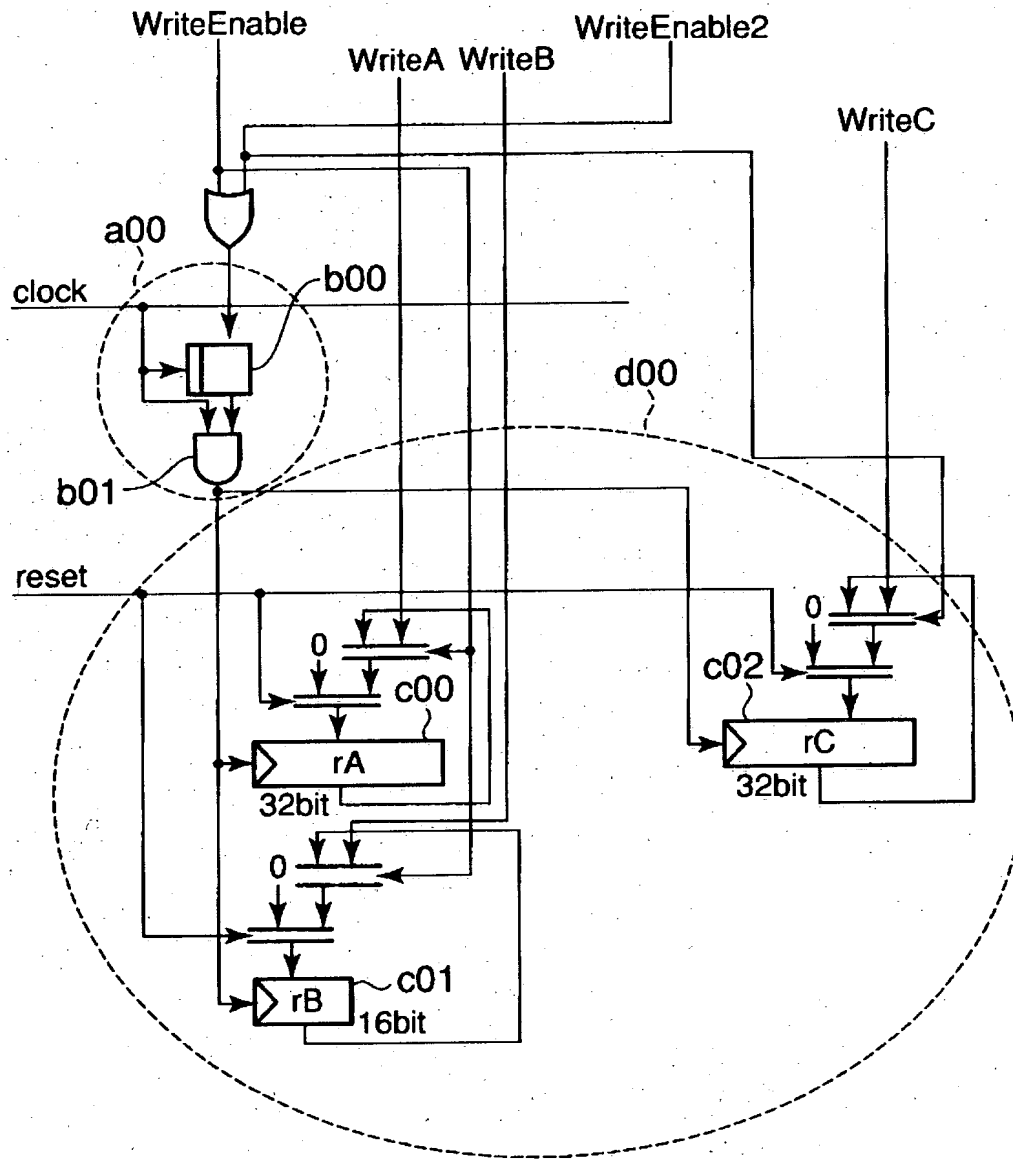 WriteEnable
WriteEnable2
WriteA WriteB
WriteC
a00
b00
clock
d00
b01
reset
0
0
c00
c02
rA
rC
32bit
32bit
0
c01
rB
16bit